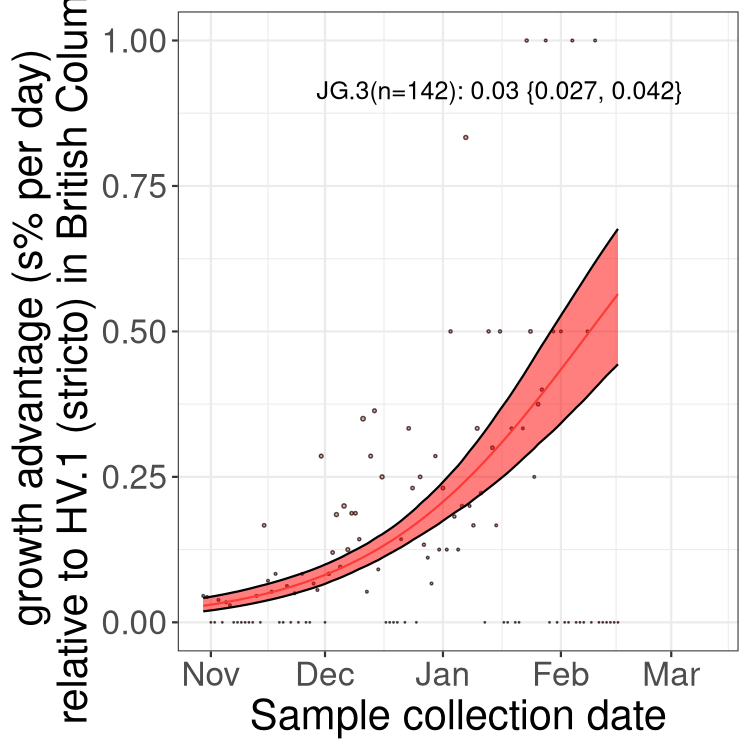 growth advantage (s% per day)
relative to HV.1 (stricto) in British Colum
1.00
0.75
0.50
0.25
0.00
JG.3(n=142): 0.03 {0.027, 0.042}
Nov Dec Jan Feb Mar
Sample collection date